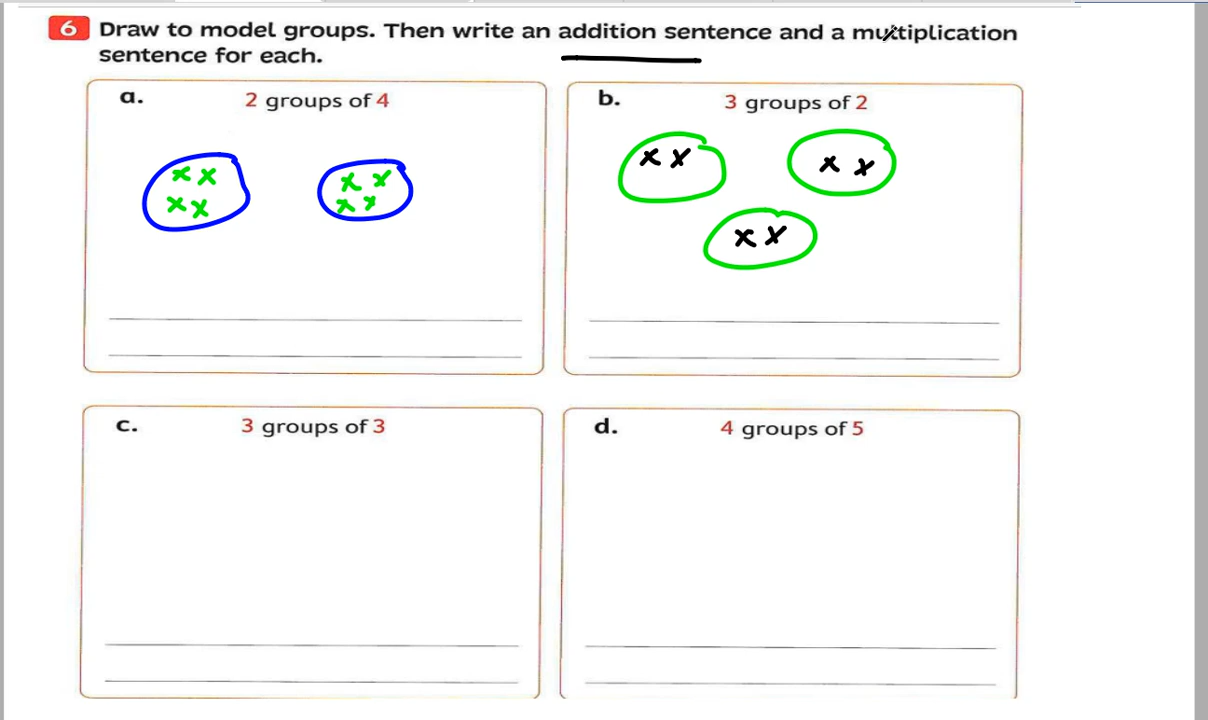 6 Draw to model groups. Then write an addition sentence and a multiplication
sentence for each.
a. 2 groups of 4
x x x x
x x x x
b. 3 groups of 2
x x x x
x x
c. 3 groups of 3
d. 4 groups of 5